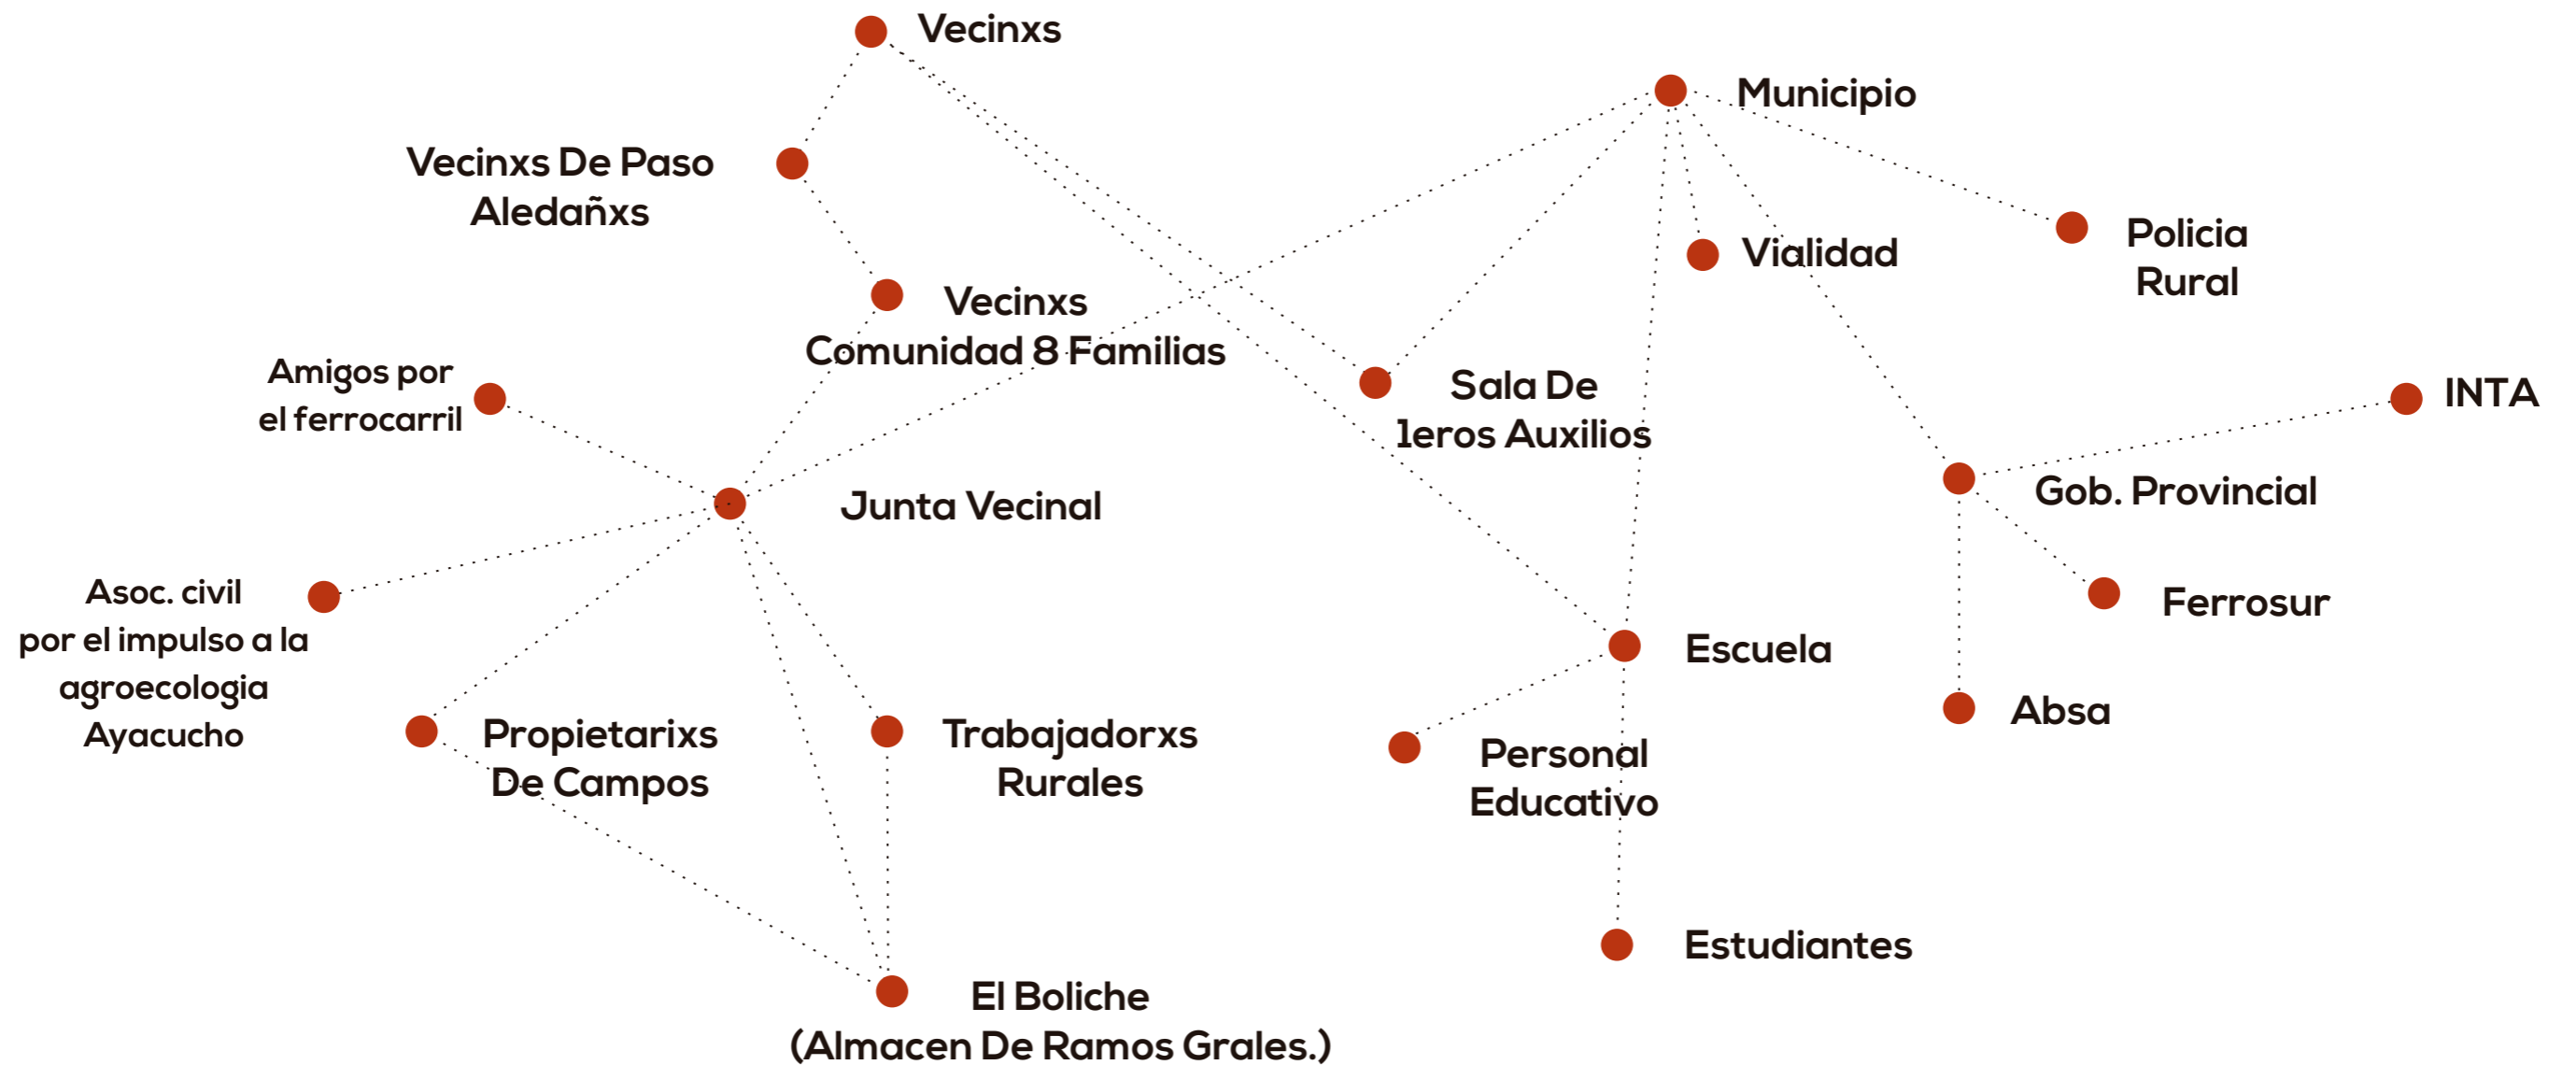 Vecinxs
Municipio
Vecinxs De Paso
Aledañxs
Policia
Rural
Vialidad
Vecinxs
Comunidad 8 Familias
Amigos por
el ferrocarril
Sala De
1eros Auxilios
INTA
Junta Vecinal
Gob. Provincial
Asoc. civil
por el impulso a la
agroecologia
Ayacucho
Ferrosur
Escuela
Absa
Propietarixs
De Campos
Trabajadorxs
Rurales
Personal
Educativo
Estudiantes
El Boliche
(Almacen De Ramos Grales.)